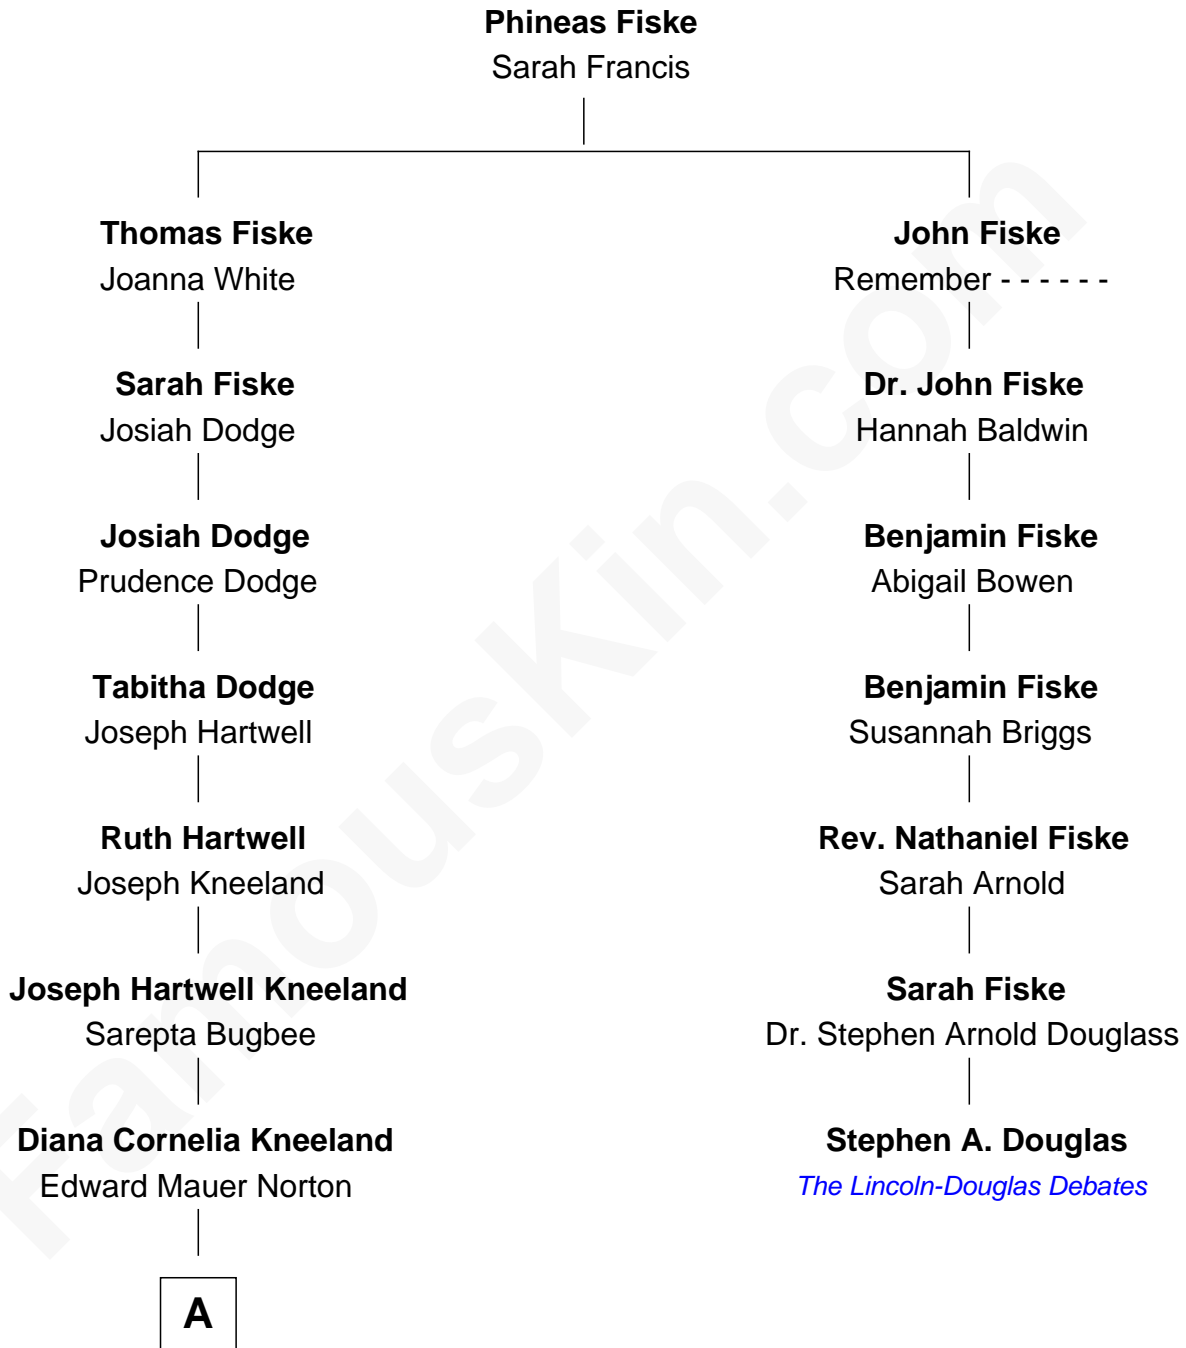 Phineas Fiske
Sarah Francis
Thomas Fiske
Joanna White
John Fiske
Remember - - - - - -
Sarah Fiske
Josiah Dodge
Dr. John Fiske
Hannah Baldwin
Josiah Dodge
Prudence Dodge
Benjamin Fiske
Abigail Bowen
Tabitha Dodge
Joseph Hartwell
Benjamin Fiske
Susannah Briggs
Ruth Hartwell
Joseph Kneeland
Rev. Nathaniel Fiske
Sarah Arnold
Joseph Hartwell Kneeland
Sarepta Bugbee
Sarah Fiske
Dr. Stephen Arnold Douglass
Diana Cornelia Kneeland
Edward Mauer Norton
Stephen A. Douglas
The Lincoln-Douglas Debates
A
FamousKin.com